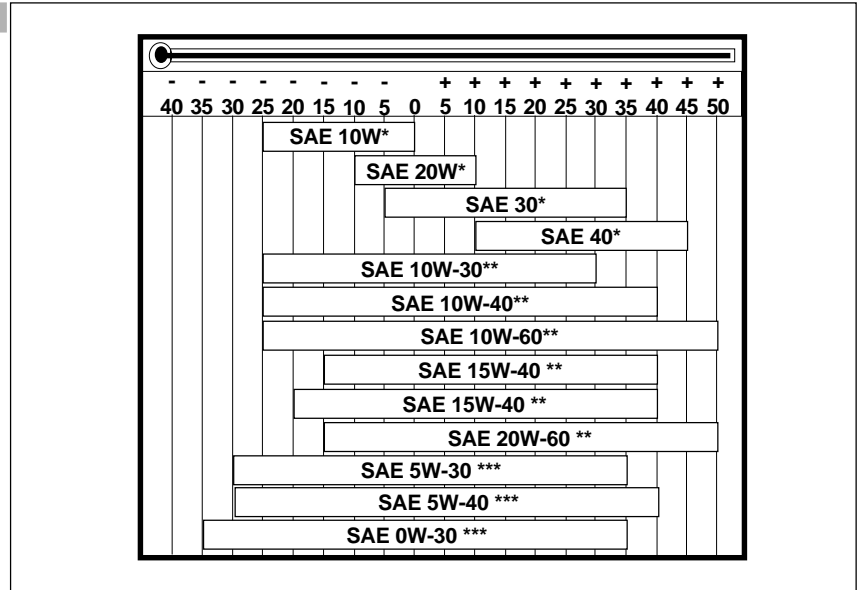 - - - - - - - - + + + + + + + + + +
40 35 30 25 20 15 10 5 0 5 10 15 20 25 30 35 40 45 50
SAE 10W*
SAE 20W*
SAE 30*
SAE 40*
SAE 10W-30**
SAE 10W-40**
SAE 10W-60**
SAE 15W-40 **
SAE 15W-40 **
SAE 20W-60 **
SAE 5W-30 ***
SAE 5W-40 ***
SAE 0W-30 ***